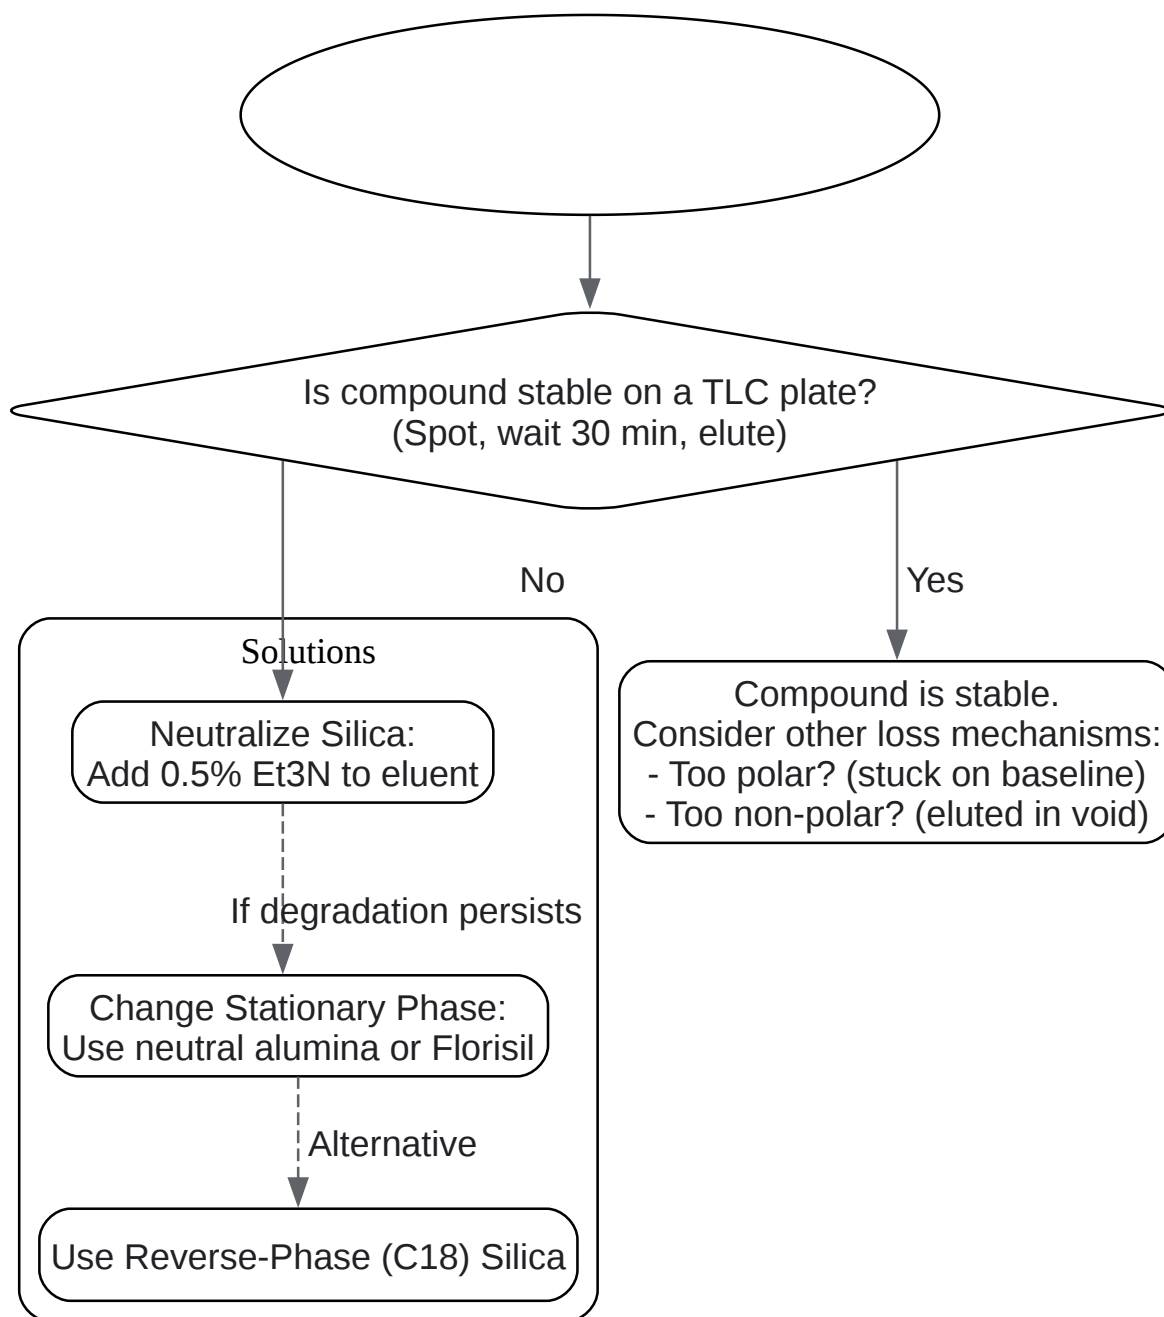 Is compound stable on a TLC plate?
(Spot, wait 30 min, elute)
No
Yes
Solutions
Neutralize Silica:
Add 0.5% Et3N to eluent
Compound is stable.
Consider other loss mechanisms:
- Too polar? (stuck on baseline)
- Too non-polar? (eluted in void)
If degradation persists
Change Stationary Phase:
Use neutral alumina or Florisil
Alternative
Use Reverse-Phase (C18) Silica